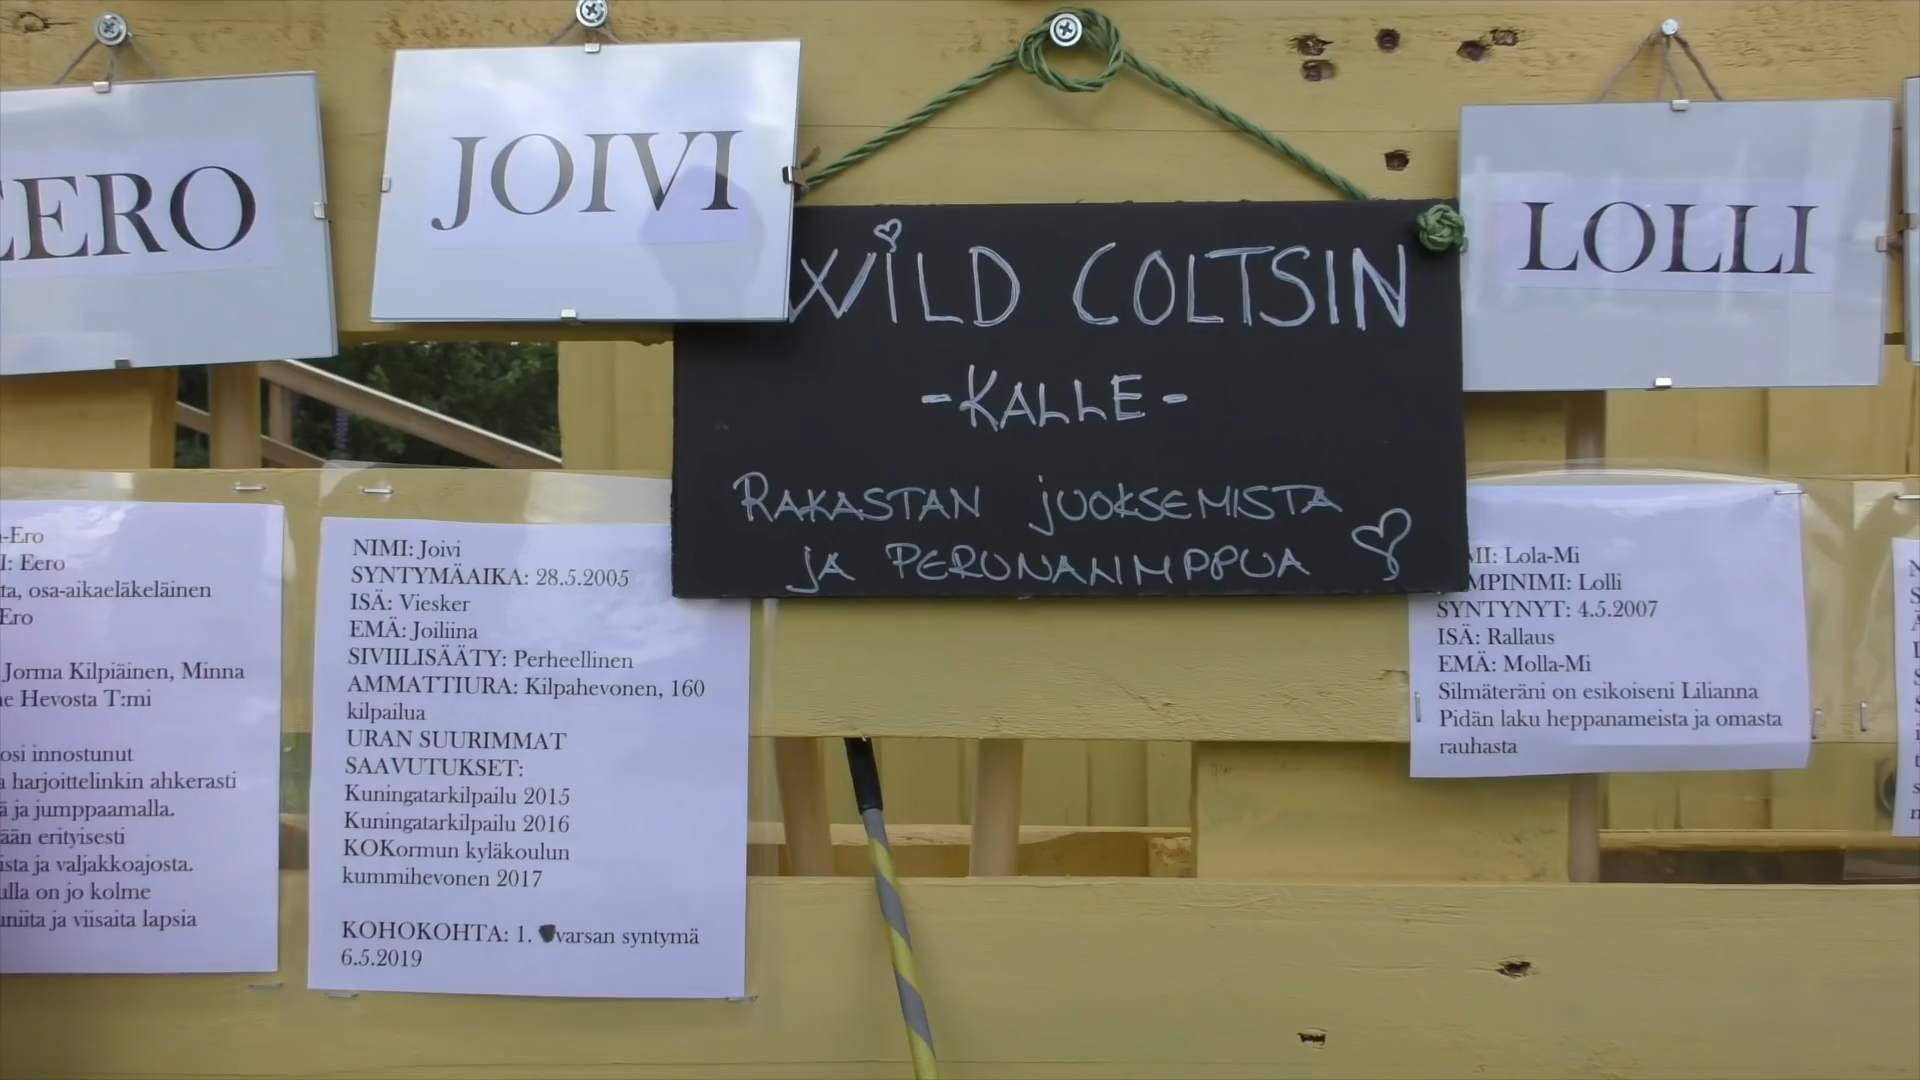 EERO
JOIVI
LOLLI
WILD COLTSIN
-KALLE-
RAKASTAN JUOKSEMISTA
JA
-Ero
I: Eero
ta, osa-aikaeläkeläinen
Ero
Jorma Kilpiäinen, Minna
e Hevosta T:mi
osi innostunut
a harjoittelinkin ahkerasti
ä ja jumppaamalla.
ään erityisesti
ista ja valjakkoajosta.
ulla on jo kolme
uniita ja viisaita lapsia
NIMI: Joivi
SYNTYMÄAIKA: 28.5.2005
ISÄ: Viesker
EMÄ: Joiliina
SIVIILISÄÄTY: Perheellinen
AMMATTIURA: Kilpahevonen, 160
kilpailua
URAN SUURIMMAT
SAAVUTUKSET:
Kuningatarkilpailu 2015
Kuningatarkilpailu 2016
KOKormun kyläkoulun
kummihevonen 2017
KOHOKOHTA: 1. varsan syntymä
6.5.2019
MI: Lola-Mi
MPINIMI: Lolli
SYNTYNYT: 4.5.2007
ISÄ: Rallaus
EMÄ: Molla-Mi
Silmäteräni on esikoiseni Lilianna
Pidän laku heppanameista ja omasta
rauhasta